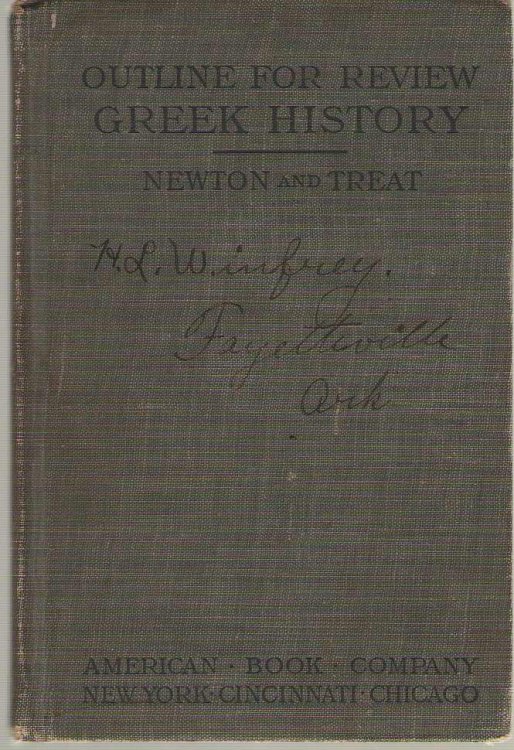 OUTLINE FOR REVIEW
GREEK HISTORY
NEWTON AND TREAT
H. L. Winfrey.
Fayetteville
Ark
AMERICAN · BOOK · COMPANY
NEW YORK · CINCINNATI · CHICAGO